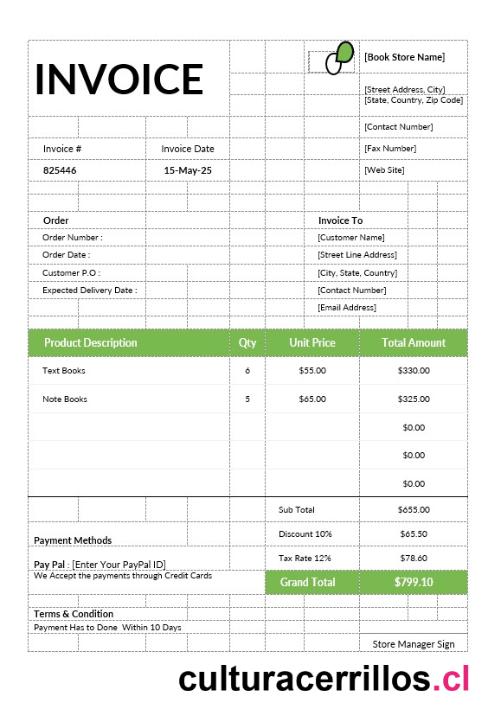 INVOICE
[Book Store Name]
[Street Address, City]
[State, Country, Zip Code]
[Contact Number]
Invoice # Invoice Date [Fax Number]
825446 15-May-25 [Web Site]
Order Invoice To
Order Number : [Customer Name]
Order Date : [Street Line Address]
Customer P.O : [City, State, Country]
Expected Delivery Date : [Contact Number]
[Email Address]
Product Description Qty Unit Price Total Amount
Text Books 6 $55.00 $330.00
Note Books 5 $65.00 $325.00
$0.00
$0.00
$0.00
Sub Total $655.00
Discount 10% $65.50
Payment Methods
Tax Rate 12% $78.60
Pay Pal : [Enter Your PayPal ID]
We Accept the payments through Credit Cards
Grand Total $799.10
Terms & Condition
Payment Has to Done Within 10 Days
Store Manager Sign
culturacerrillos.cl